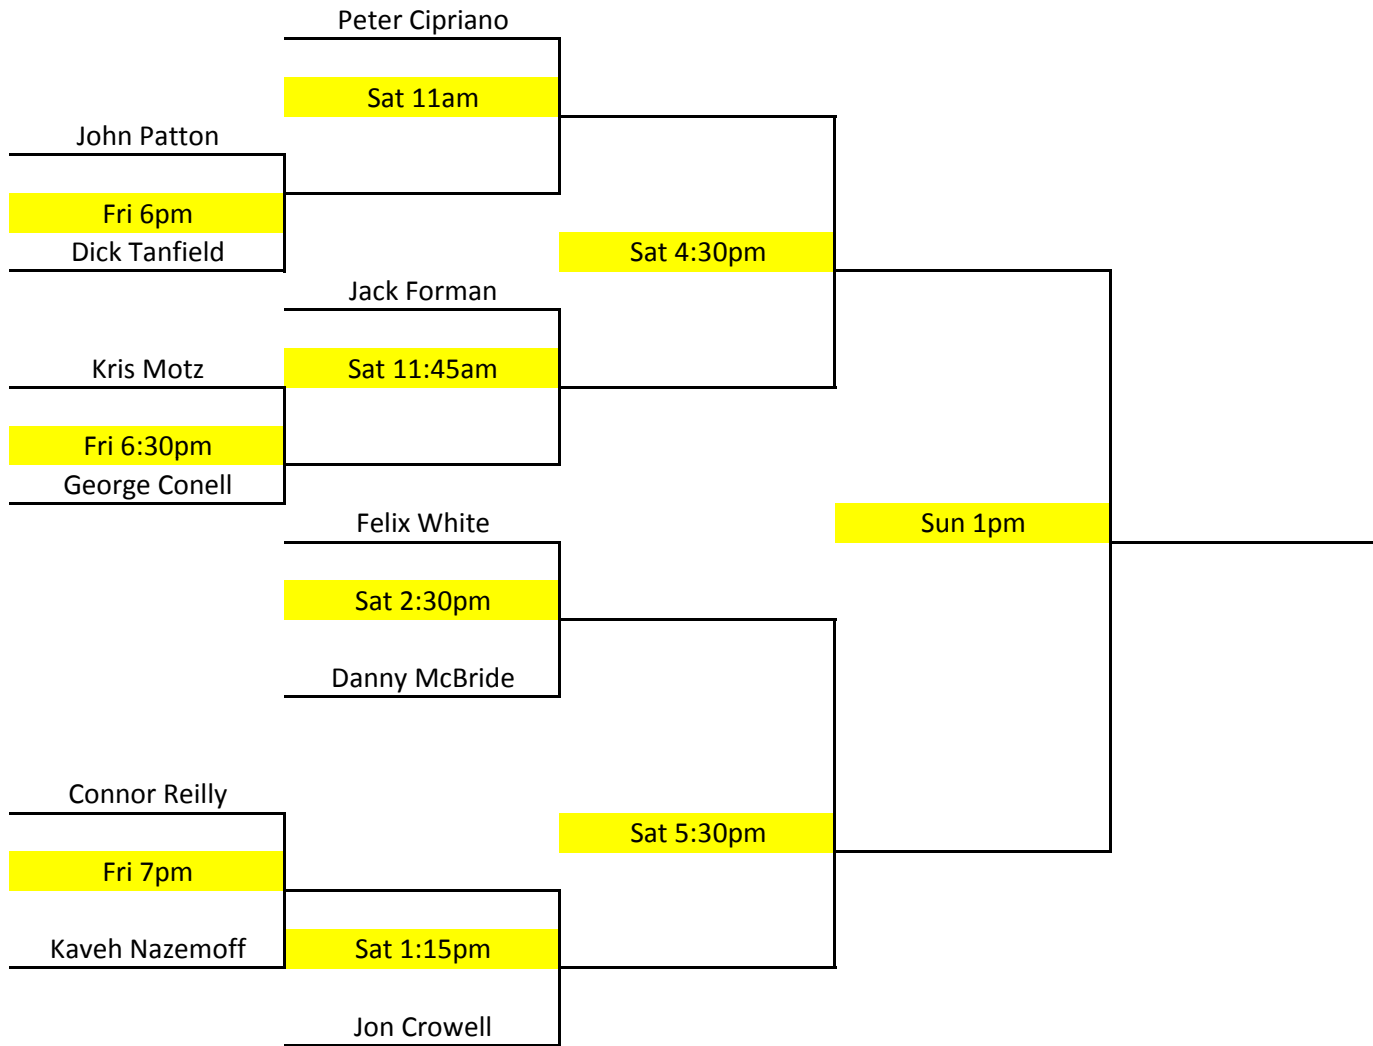 Peter Cipriano
Sat 11am
John Patton
Fri 6pm
Dick Tanfield
Sat 4:30pm
Jack Forman
Kris Motz
Sat 11:45am
Fri 6:30pm
George Conell
Felix White
Sun 1pm
Sat 2:30pm
Danny McBride
Connor Reilly
Sat 5:30pm
Fri 7pm
Kaveh Nazemoff
Sat 1:15pm
Jon Crowell